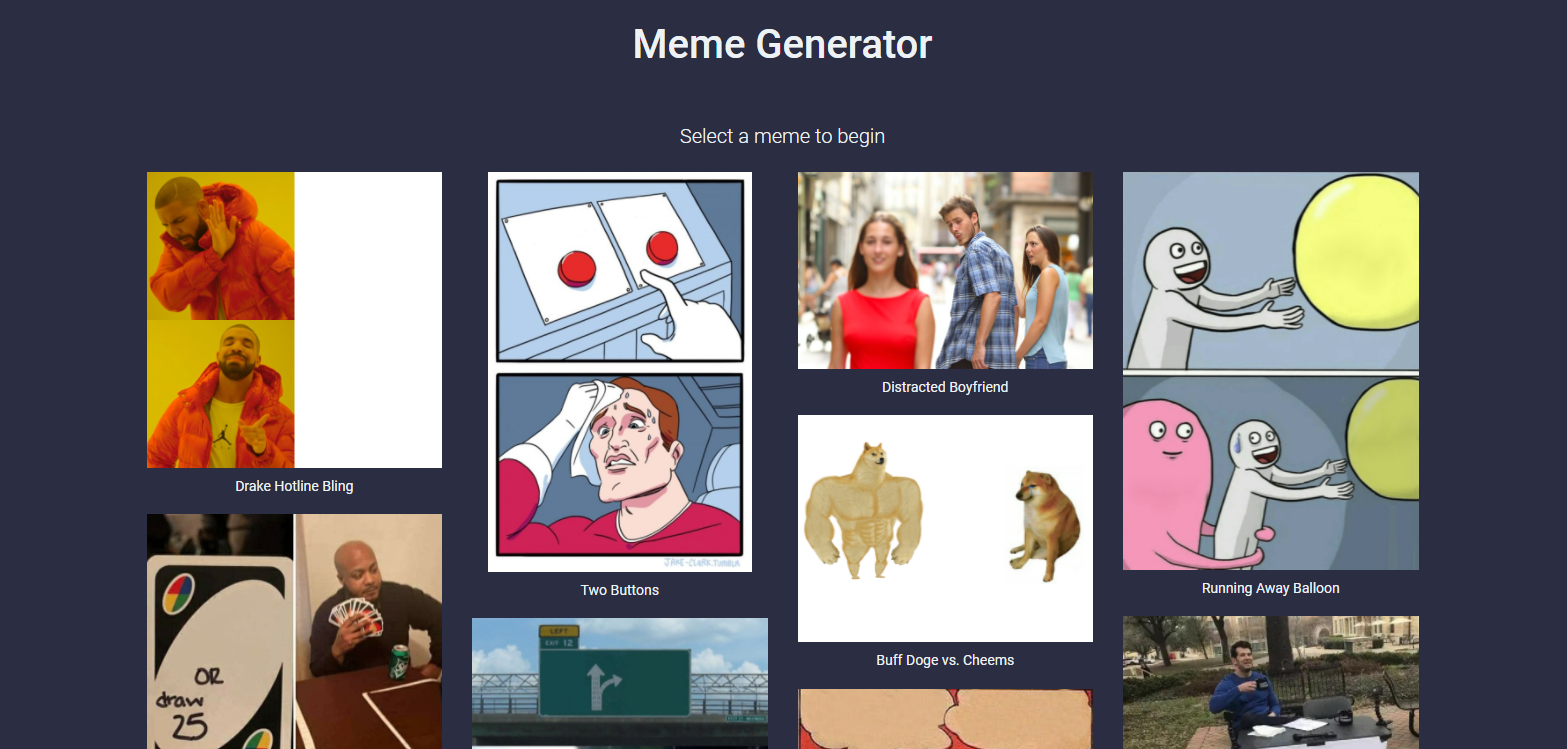 Meme Generator
Select a meme to begin
Drake Hotline Bling
JAKE-CLARK.TUMBLR
Two Buttons
Distracted Boyfriend
Buff Doge vs. Cheems
Running Away Balloon
OR
draw
25
LEFT
EXIT 12